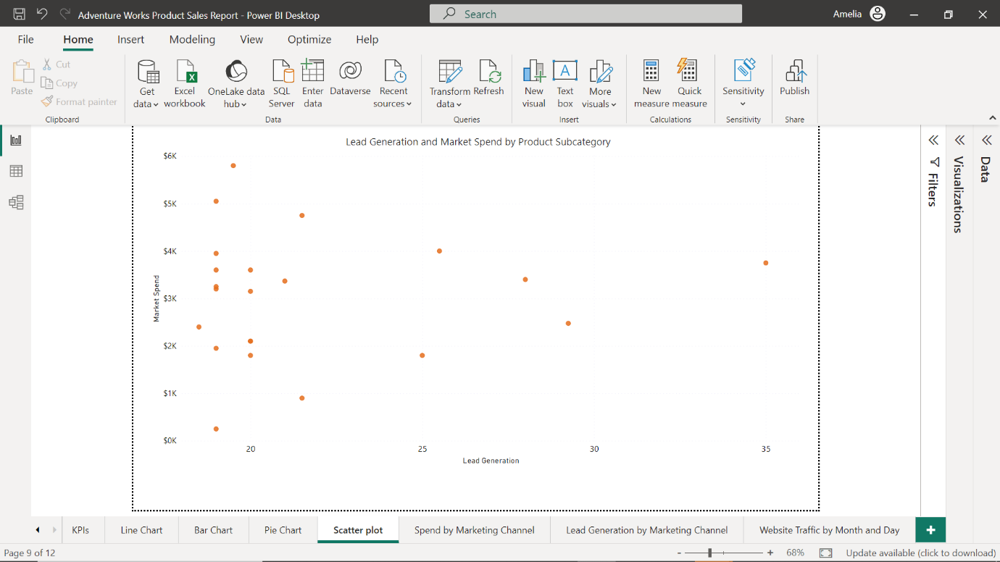 Adventure Works Product Sales Report - Power BI Desktop
Search
Amelia
File Home Insert Modeling View Optimize Help
Paste
Cut
Copy
Format painter
Clipboard
Get data
Excel workbook
OneLake data hub
SQL Server
Enter data
Dataverse
Recent sources
Data
Transform data
Refresh
Queries
New visual
Text box
More visuals
Insert
New measure
Quick measure
Calculations
Sensitivity
Sensitivity
Publish
Share
Lead Generation and Market Spend by Product Subcategory
$6K
$5K
$4K
$3K
$2K
$1K
$0K
Market Spend
20 25 30 35
Lead Generation
Filters
Visualizations
Data
KPIs
Line Chart
Bar Chart
Pie Chart
Scatter plot
Spend by Marketing Channel
Lead Generation by Marketing Channel
Website Traffic by Month and Day
Page 9 of 12
- + 68%
Update available (click to download)